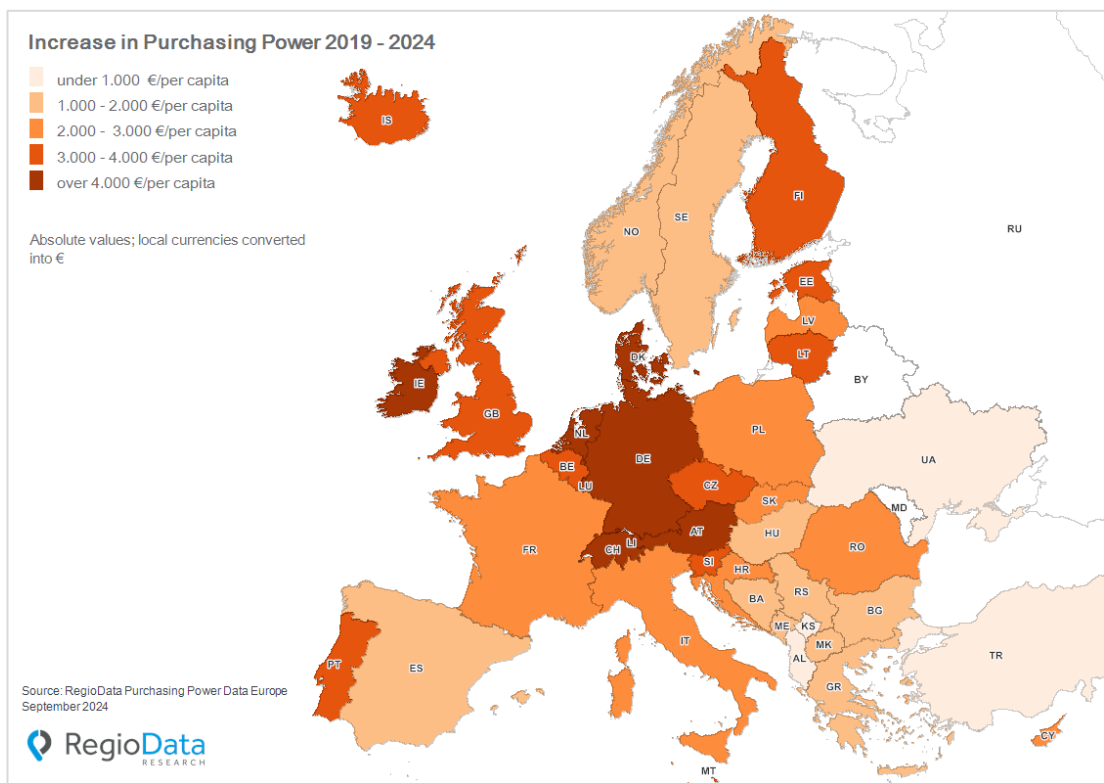 Increase in Purchasing Power 2019 - 2024
under 1.000 €/per capita
1.000 - 2.000 €/per capita
2.000 - 3.000 €/per capita
3.000 - 4.000 €/per capita
over 4.000 €/per capita
Absolute values; local currencies converted
into €
IS
FI
SE
NO
RU
EE
LV
LT
DK
BY
IE
GB
NL
PL
DE
BE
UA
LU
CZ
SK
MD
AT
HU
LI
CH
FR
RO
SI
HR
BA
RS
BG
ME
KS
IT
MK
AL
TR
PT
ES
GR
CY
MT
Source: RegioData Purchasing Power Data Europe
September 2024
RegioData
RESEARCH